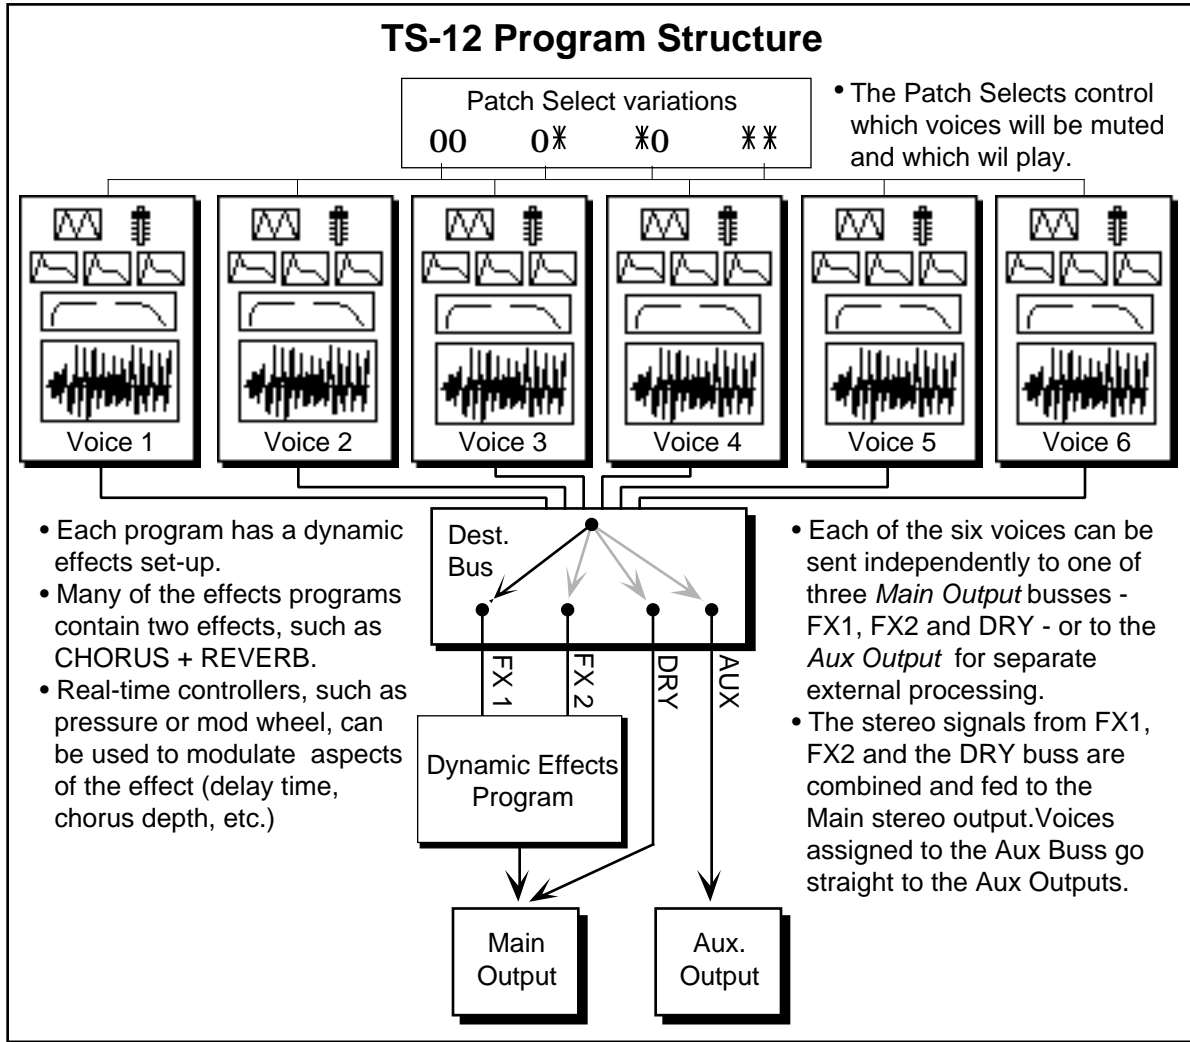 TS-12 Program Structure
Patch Select variations
00 0* *0 **
• The Patch Selects control
which voices will be muted
and which wil play.
Voice 1
Voice 2
Voice 3
Voice 4
Voice 5
Voice 6
• Each program has a dynamic
effects set-up.
• Many of the effects programs
contain two effects, such as
CHORUS + REVERB.
• Real-time controllers, such as
pressure or mod wheel, can
be used to modulate aspects
of the effect (delay time,
chorus depth, etc.)
Dest.
Bus
FX 1
FX 2
DRY
AUX
Dynamic Effects
Program
Main
Output
Aux.
Output
• Each of the six voices can be
sent independently to one of
three Main Output busses -
FX1, FX2 and DRY - or to the
Aux Output for separate
external processing.
• The stereo signals from FX1,
FX2 and the DRY buss are
combined and fed to the
Main stereo output.Voices
assigned to the Aux Buss go
straight to the Aux Outputs.